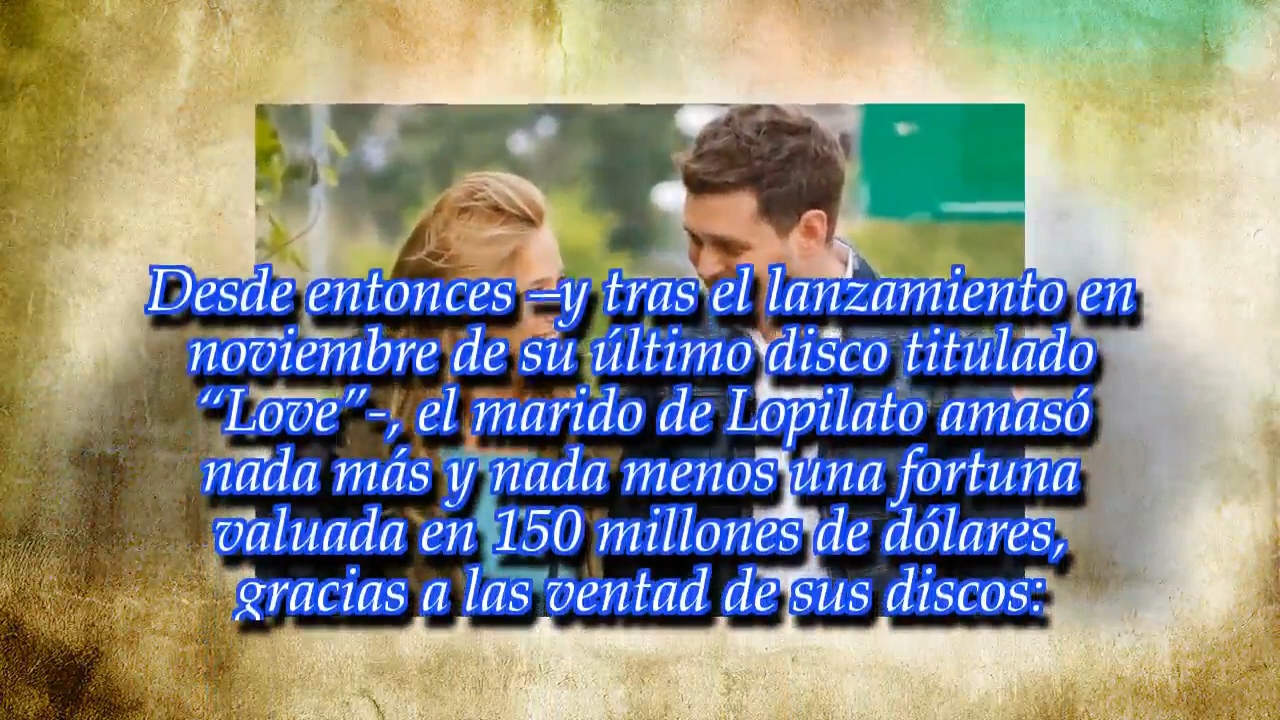 Desde entonces –y tras el lanzamiento en
noviembre de su último disco titulado
“Love”-, el marido de Lopilato amasó
nada más y nada menos una fortuna
valuada en 150 millones de dólares,
gracias a las ventad de sus discos: